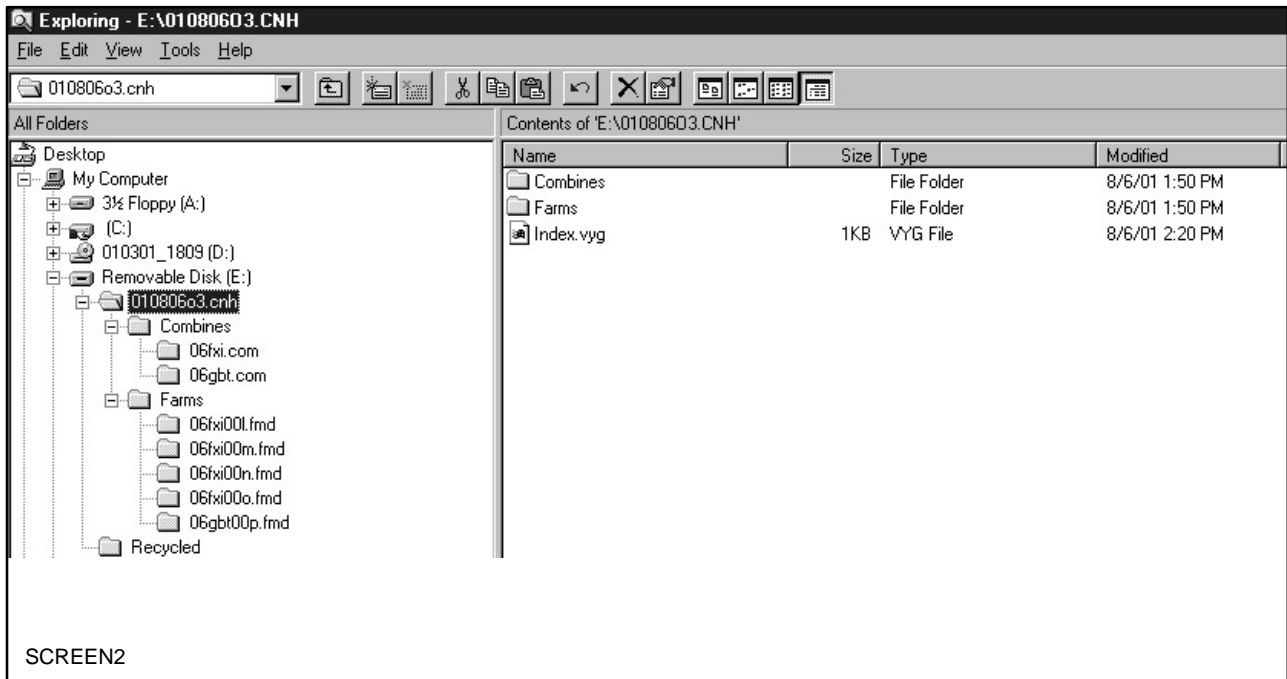 Exploring - E:\010806O3.CNH
File Edit View Tools Help
010806o3.cnh
All Folders
Contents of 'E:\010806O3.CNH'
Desktop
My Computer
3½ Floppy (A:)
(C:)
010301_1809 (D:)
Removable Disk (E:)
010806o3.cnh
Combines
06fxi.com
06gbt.com
Farms
06fxi00l.fmd
06fxi00m.fmd
06fxi00n.fmd
06fxi00o.fmd
06gbt00p.fmd
Recycled
Name Size Type Modified
Combines File Folder 8/6/01 1:50 PM
Farms File Folder 8/6/01 1:50 PM
Index.vyg 1KB VYG File 8/6/01 2:20 PM
SCREEN2